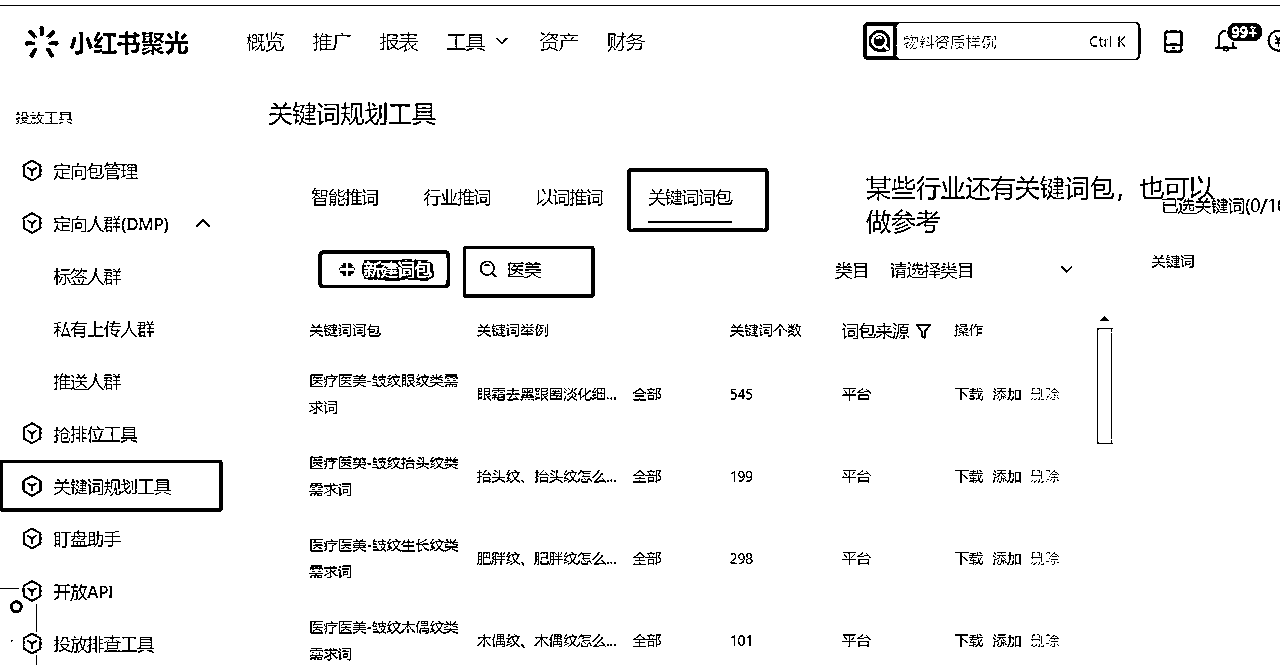 小红书聚光 概览 推广 报表 工具 资产 财务 物料资质样例 Ctrl K 99+
投放工具
关键词规划工具
定向包管理
定向人群(DMP)
标签人群
私有上传人群
推送人群
抢排位工具
关键词规划工具
盯盘助手
开放API
投放排查工具
智能推词 行业推词 以词推词 关键词词包
某些行业还有关键词包，也可以
做参考
已选关键词(0/1
新建词包 医美 类目 请选择类目
关键词
关键词词包 关键词举例 关键词个数 词包来源 操作
医疗医美-皱纹眼纹类需
求词
眼霜去黑眼圈淡化细... 全部 545 平台 下载 添加 删除
医疗医美-皱纹抬头纹类
需求词
抬头纹、抬头纹怎么... 全部 199 平台 下载 添加 删除
医疗医美-皱纹生长纹类
需求词
肥胖纹、肥胖纹怎么... 全部 298 平台 下载 添加 删除
医疗医美-皱纹木偶纹类
需求词
木偶纹、木偶纹怎么... 全部 101 平台 下载 添加 删除